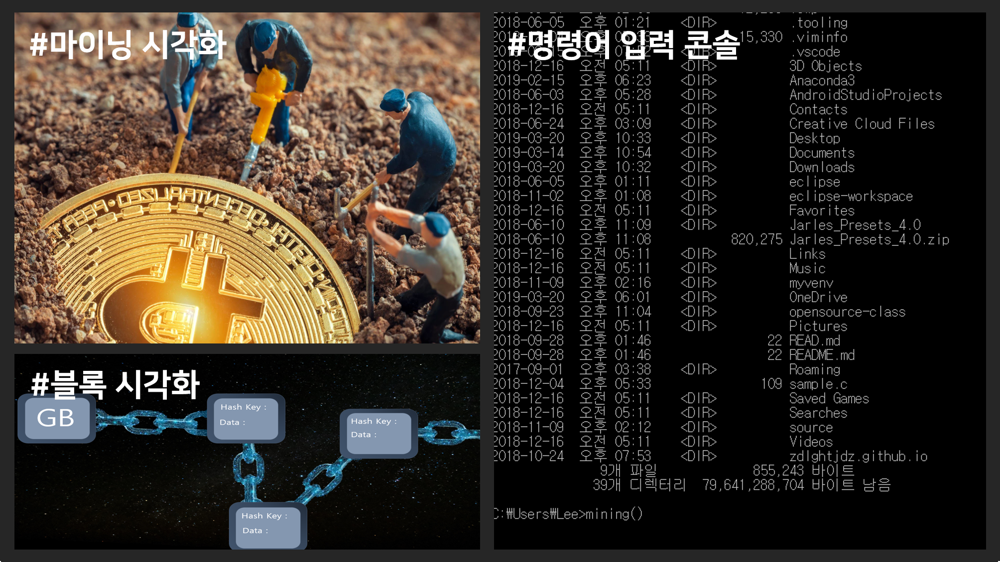 #마이닝 시각화
DECENTRALIZED • PEER T
DIGITAL
#블록 시각화
GB
Hash Key :
Data :
Hash Key :
Data :
Hash Key :
Data :
#명령어 입력 콘솔
2018-06-05 오후 01:21 <DIR> .tooling
15,330 .viminfo
.vscode
2018-12-16 오전 05:11 <DIR> 3D Objects
2019-02-15 오후 06:23 <DIR> Anaconda3
2018-06-03 오후 05:28 <DIR> AndroidStudioProjects
2018-12-16 오전 05:11 <DIR> Contacts
2018-06-24 오후 03:09 <DIR> Creative Cloud Files
2019-03-20 오후 10:33 <DIR> Desktop
2019-03-14 오후 10:54 <DIR> Documents
2019-03-20 오후 10:32 <DIR> Downloads
2018-06-05 오후 01:11 <DIR> eclipse
2018-11-02 오후 01:08 <DIR> eclipse-workspace
2018-12-16 오전 05:11 <DIR> Favorites
2018-06-10 오후 11:09 <DIR> Jarles_Presets_4.0
2018-06-10 오후 11:08 820,275 Jarles_Presets_4.0.zip
2018-12-16 오전 05:11 <DIR> Links
2018-12-16 오전 05:11 <DIR> Music
2018-11-09 오후 02:16 <DIR> myvenv
2019-03-20 오후 06:01 <DIR> OneDrive
2018-09-23 오후 11:04 <DIR> opensource-class
2018-12-16 오전 05:11 <DIR> Pictures
2018-09-28 오후 01:46 22 READ.md
2018-09-28 오후 01:46 22 README.md
2017-09-01 오후 03:38 <DIR> Roaming
2018-12-04 오후 05:33 109 sample.c
2018-12-16 오전 05:11 <DIR> Saved Games
2018-12-16 오전 05:11 <DIR> Searches
2018-11-09 오후 02:12 <DIR> source
2018-12-16 오전 05:11 <DIR> Videos
2018-10-24 오후 07:53 <DIR> zdlghtjdz.github.io
9개 파일 855,243 바이트
39개 디렉터리 79,641,288,704 바이트 남음
C:₩Users₩Lee>mining()